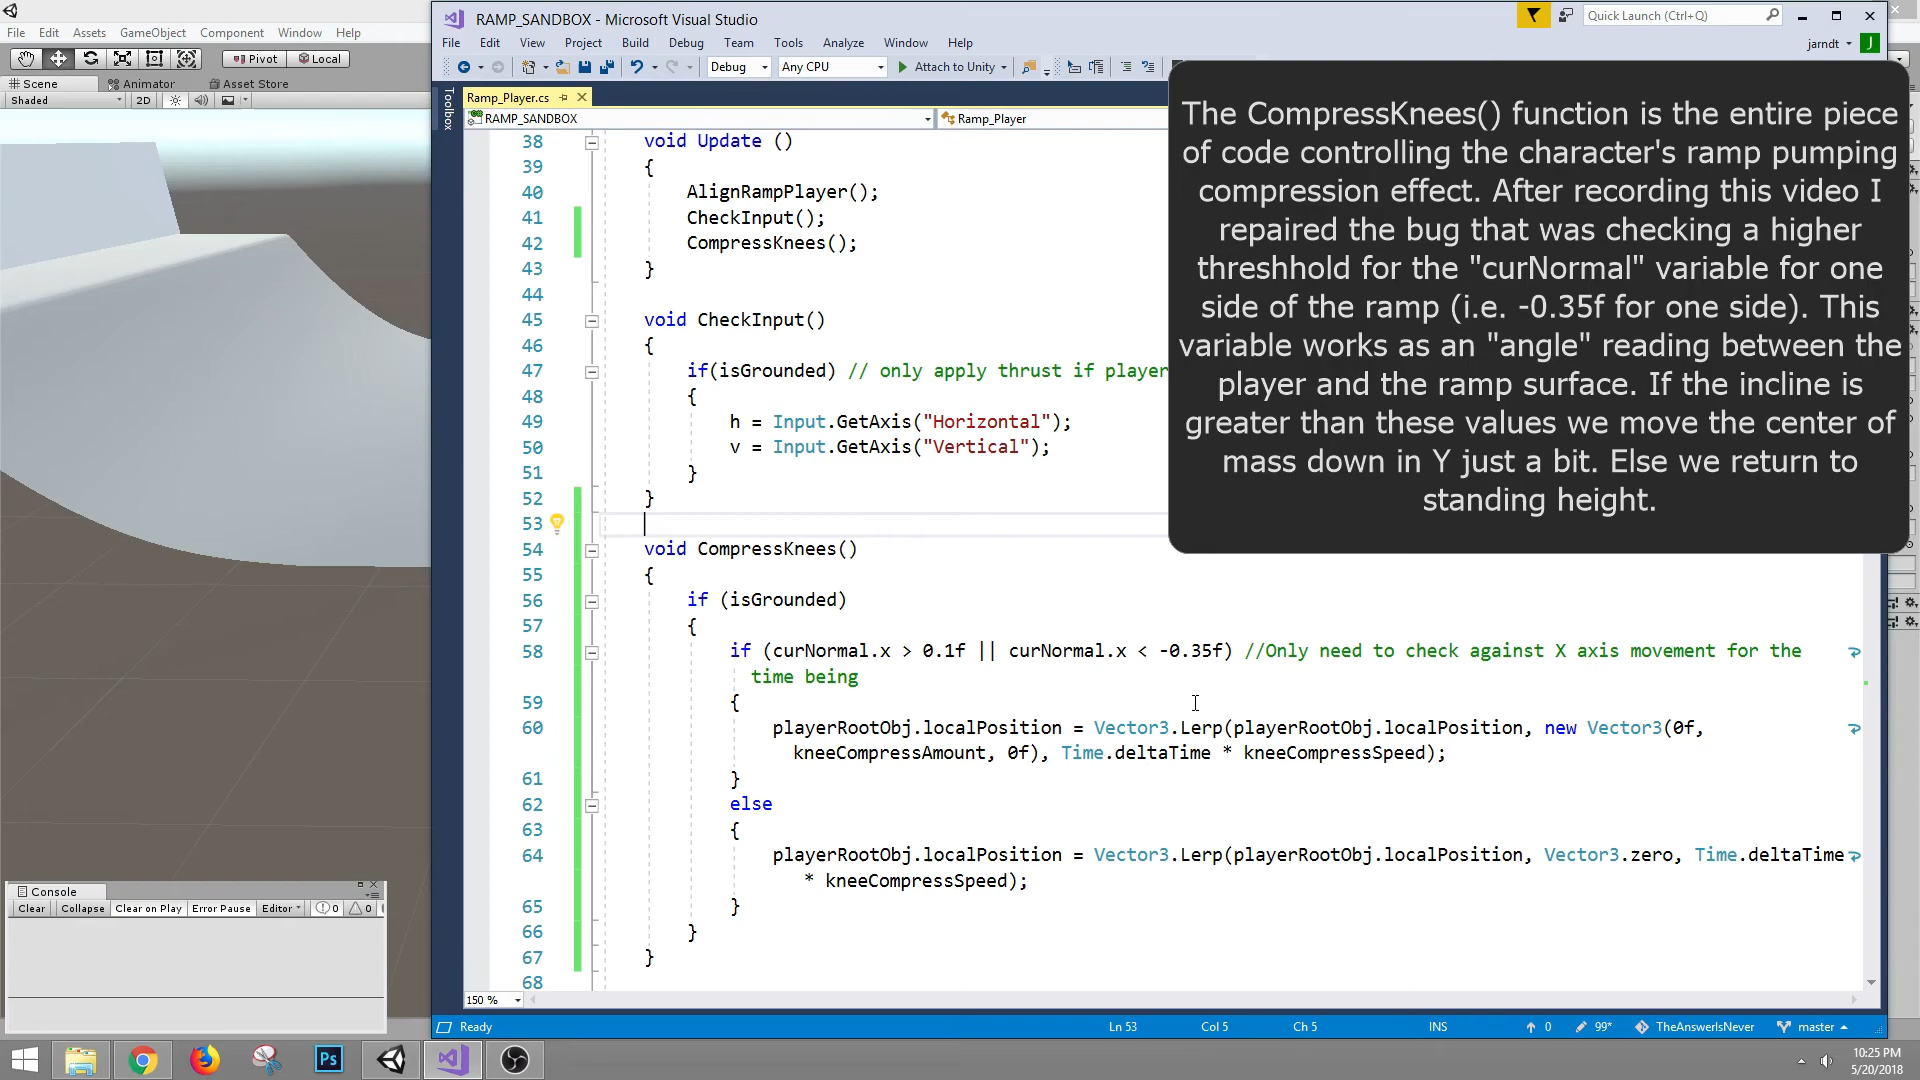 RAMP_SANDBOX - Microsoft Visual Studio
Quick Launch (Ctrl+Q)
File Edit Assets GameObject Component Window Help
File Edit View Project Build Debug Team Tools Analyze Window Help
jarndt J
Pivot Local
Debug Any CPU Attach to Unity
Scene Animator Asset Store
Shaded 2D
Toolbox
Ramp_Player.cs
RAMP_SANDBOX Ramp_Player
The CompressKnees() function is the entire piece
of code controlling the character's ramp pumping
compression effect. After recording this video I
repaired the bug that was checking a higher
threshhold for the "curNormal" variable for one
side of the ramp (i.e. -0.35f for one side). This
variable works as an "angle" reading between the
player and the ramp surface. If the incline is
greater than these values we move the center of
mass down in Y just a bit. Else we return to
standing height.
38 void Update ()
39 {
40 AlignRampPlayer();
41 CheckInput();
42 CompressKnees();
43 }
44
45 void CheckInput()
46 {
47 if(isGrounded) // only apply thrust if player
48 {
49 h = Input.GetAxis("Horizontal");
50 v = Input.GetAxis("Vertical");
51 }
52 }
53
54 void CompressKnees()
55 {
56 if (isGrounded)
57 {
58 if (curNormal.x > 0.1f || curNormal.x < -0.35f) //Only need to check against X axis movement for the
time being
59 {
60 playerRootObj.localPosition = Vector3.Lerp(playerRootObj.localPosition, new Vector3(0f,
kneeCompressAmount, 0f), Time.deltaTime * kneeCompressSpeed);
61 }
62 else
63 {
64 playerRootObj.localPosition = Vector3.Lerp(playerRootObj.localPosition, Vector3.zero, Time.deltaTime
* kneeCompressSpeed);
65 }
66 }
67 }
68
Console
Clear Collapse Clear on Play Error Pause Editor 0 0
150 %
Ready Ln 53 Col 5 Ch 5 INS 0 99* TheAnswerIsNever master
Ps
10:25 PM
5/20/2018